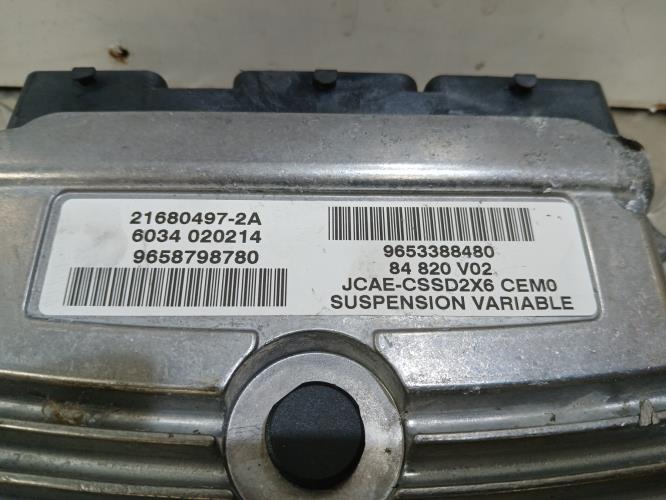 21680497-2A
6034 020214
9658798780
9653388480
84 820 V02
JCAE-CSSD2X6 CEM0
SUSPENSION VARIABLE